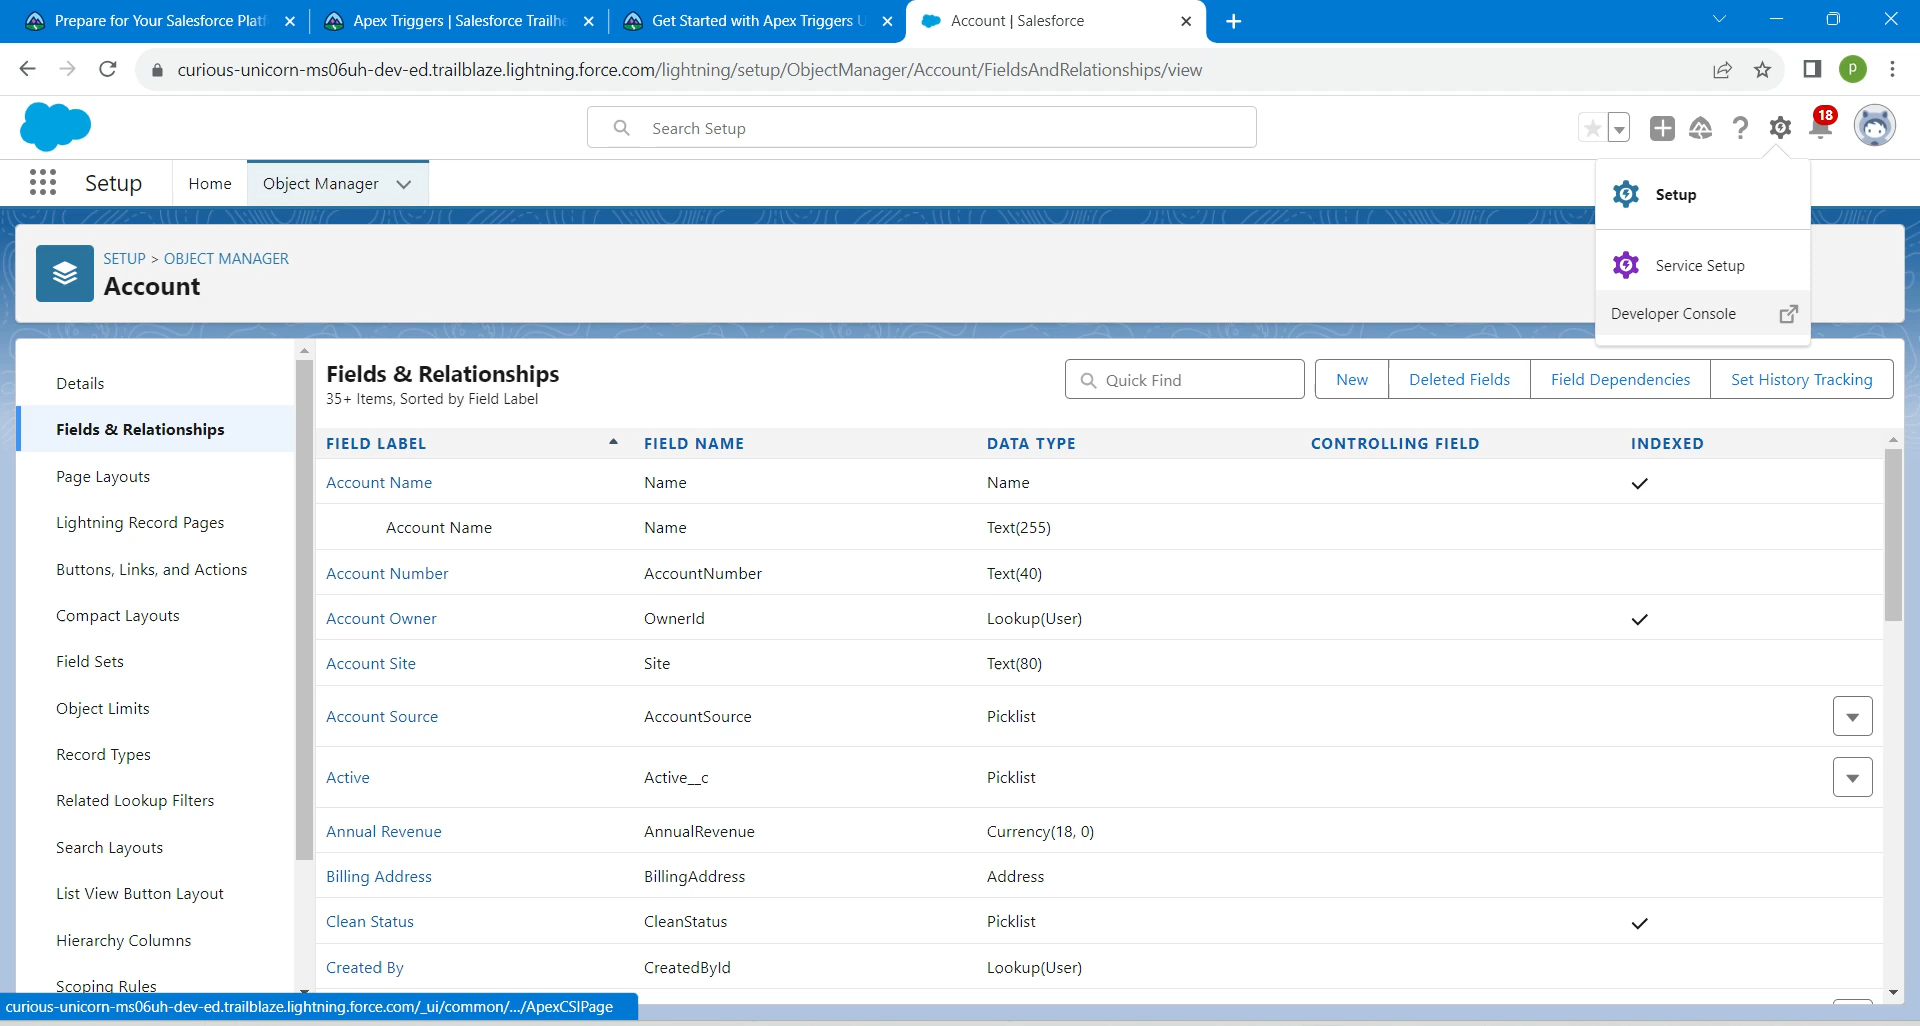 Prepare for Your Salesforce Platf
Apex Triggers | Salesforce Trailhe
Get Started with Apex Triggers U
Account | Salesforce
curious-unicorn-ms06uh-dev-ed.trailblaze.lightning.force.com/lightning/setup/ObjectManager/Account/FieldsAndRelationships/view
P
Search Setup
18
Setup
Home
Object Manager
Setup
Service Setup
Developer Console
SETUP > OBJECT MANAGER
Account
Details
Fields & Relationships
Page Layouts
Lightning Record Pages
Buttons, Links, and Actions
Compact Layouts
Field Sets
Object Limits
Record Types
Related Lookup Filters
Search Layouts
List View Button Layout
Hierarchy Columns
Scoping Rules
Fields & Relationships
35+ Items, Sorted by Field Label
Quick Find
New
Deleted Fields
Field Dependencies
Set History Tracking
FIELD LABEL FIELD NAME DATA TYPE CONTROLLING FIELD INDEXED
Account Name Name Name
Account Name Name Text(255)
Account Number AccountNumber Text(40)
Account Owner OwnerId Lookup(User)
Account Site Site Text(80)
Account Source AccountSource Picklist
Active Active__c Picklist
Annual Revenue AnnualRevenue Currency(18, 0)
Billing Address BillingAddress Address
Clean Status CleanStatus Picklist
Created By CreatedById Lookup(User)
curious-unicorn-ms06uh-dev-ed.trailblaze.lightning.force.com/_ui/common/.../ApexCSIPage